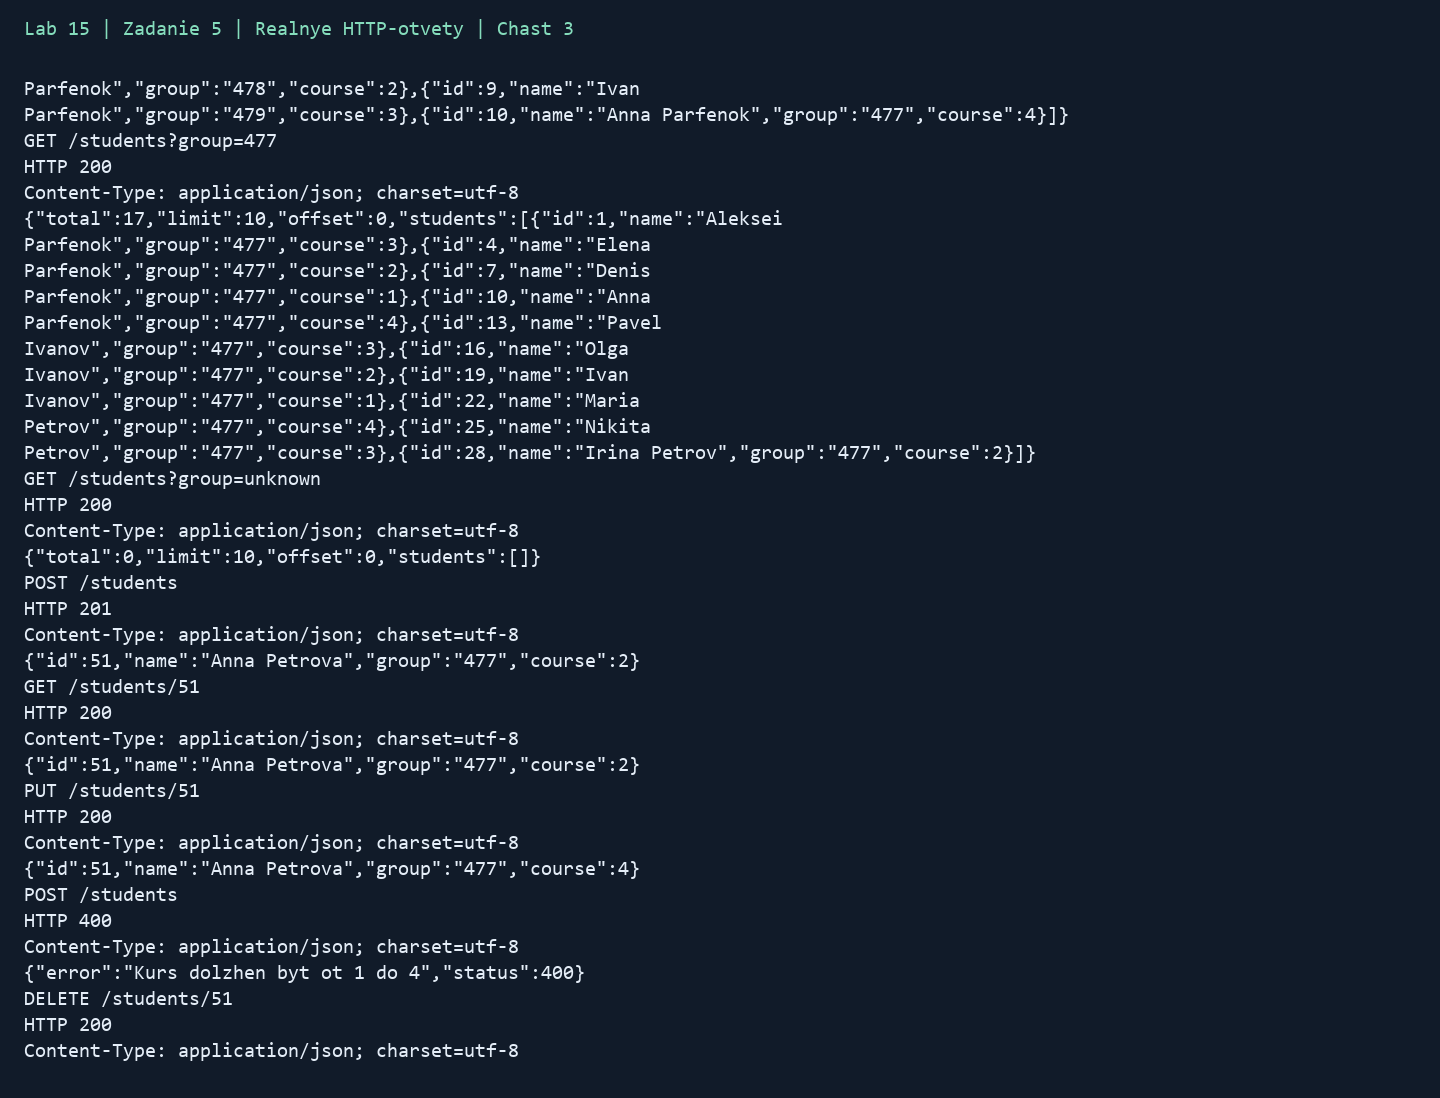 Lab 15 | Zadanie 5 | Realnye HTTP-otvety | Chast 3
Parfenok","group":"478","course":2},{"id":9,"name":"Ivan
Parfenok","group":"479","course":3},{"id":10,"name":"Anna Parfenok","group":"477","course":4}]}
GET /students?group=477
HTTP 200
Content-Type: application/json; charset=utf-8
{"total":17,"limit":10,"offset":0,"students":[{"id":1,"name":"Aleksei
Parfenok","group":"477","course":3},{"id":4,"name":"Elena
Parfenok","group":"477","course":2},{"id":7,"name":"Denis
Parfenok","group":"477","course":1},{"id":10,"name":"Anna
Parfenok","group":"477","course":4},{"id":13,"name":"Pavel
Ivanov","group":"477","course":3},{"id":16,"name":"Olga
Ivanov","group":"477","course":2},{"id":19,"name":"Ivan
Ivanov","group":"477","course":1},{"id":22,"name":"Maria
Petrov","group":"477","course":4},{"id":25,"name":"Nikita
Petrov","group":"477","course":3},{"id":28,"name":"Irina Petrov","group":"477","course":2}]}
GET /students?group=unknown
HTTP 200
Content-Type: application/json; charset=utf-8
{"total":0,"limit":10,"offset":0,"students":[]}
POST /students
HTTP 201
Content-Type: application/json; charset=utf-8
{"id":51,"name":"Anna Petrova","group":"477","course":2}
GET /students/51
HTTP 200
Content-Type: application/json; charset=utf-8
{"id":51,"name":"Anna Petrova","group":"477","course":2}
PUT /students/51
HTTP 200
Content-Type: application/json; charset=utf-8
{"id":51,"name":"Anna Petrova","group":"477","course":4}
POST /students
HTTP 400
Content-Type: application/json; charset=utf-8
{"error":"Kurs dolzhen byt ot 1 do 4","status":400}
DELETE /students/51
HTTP 200
Content-Type: application/json; charset=utf-8